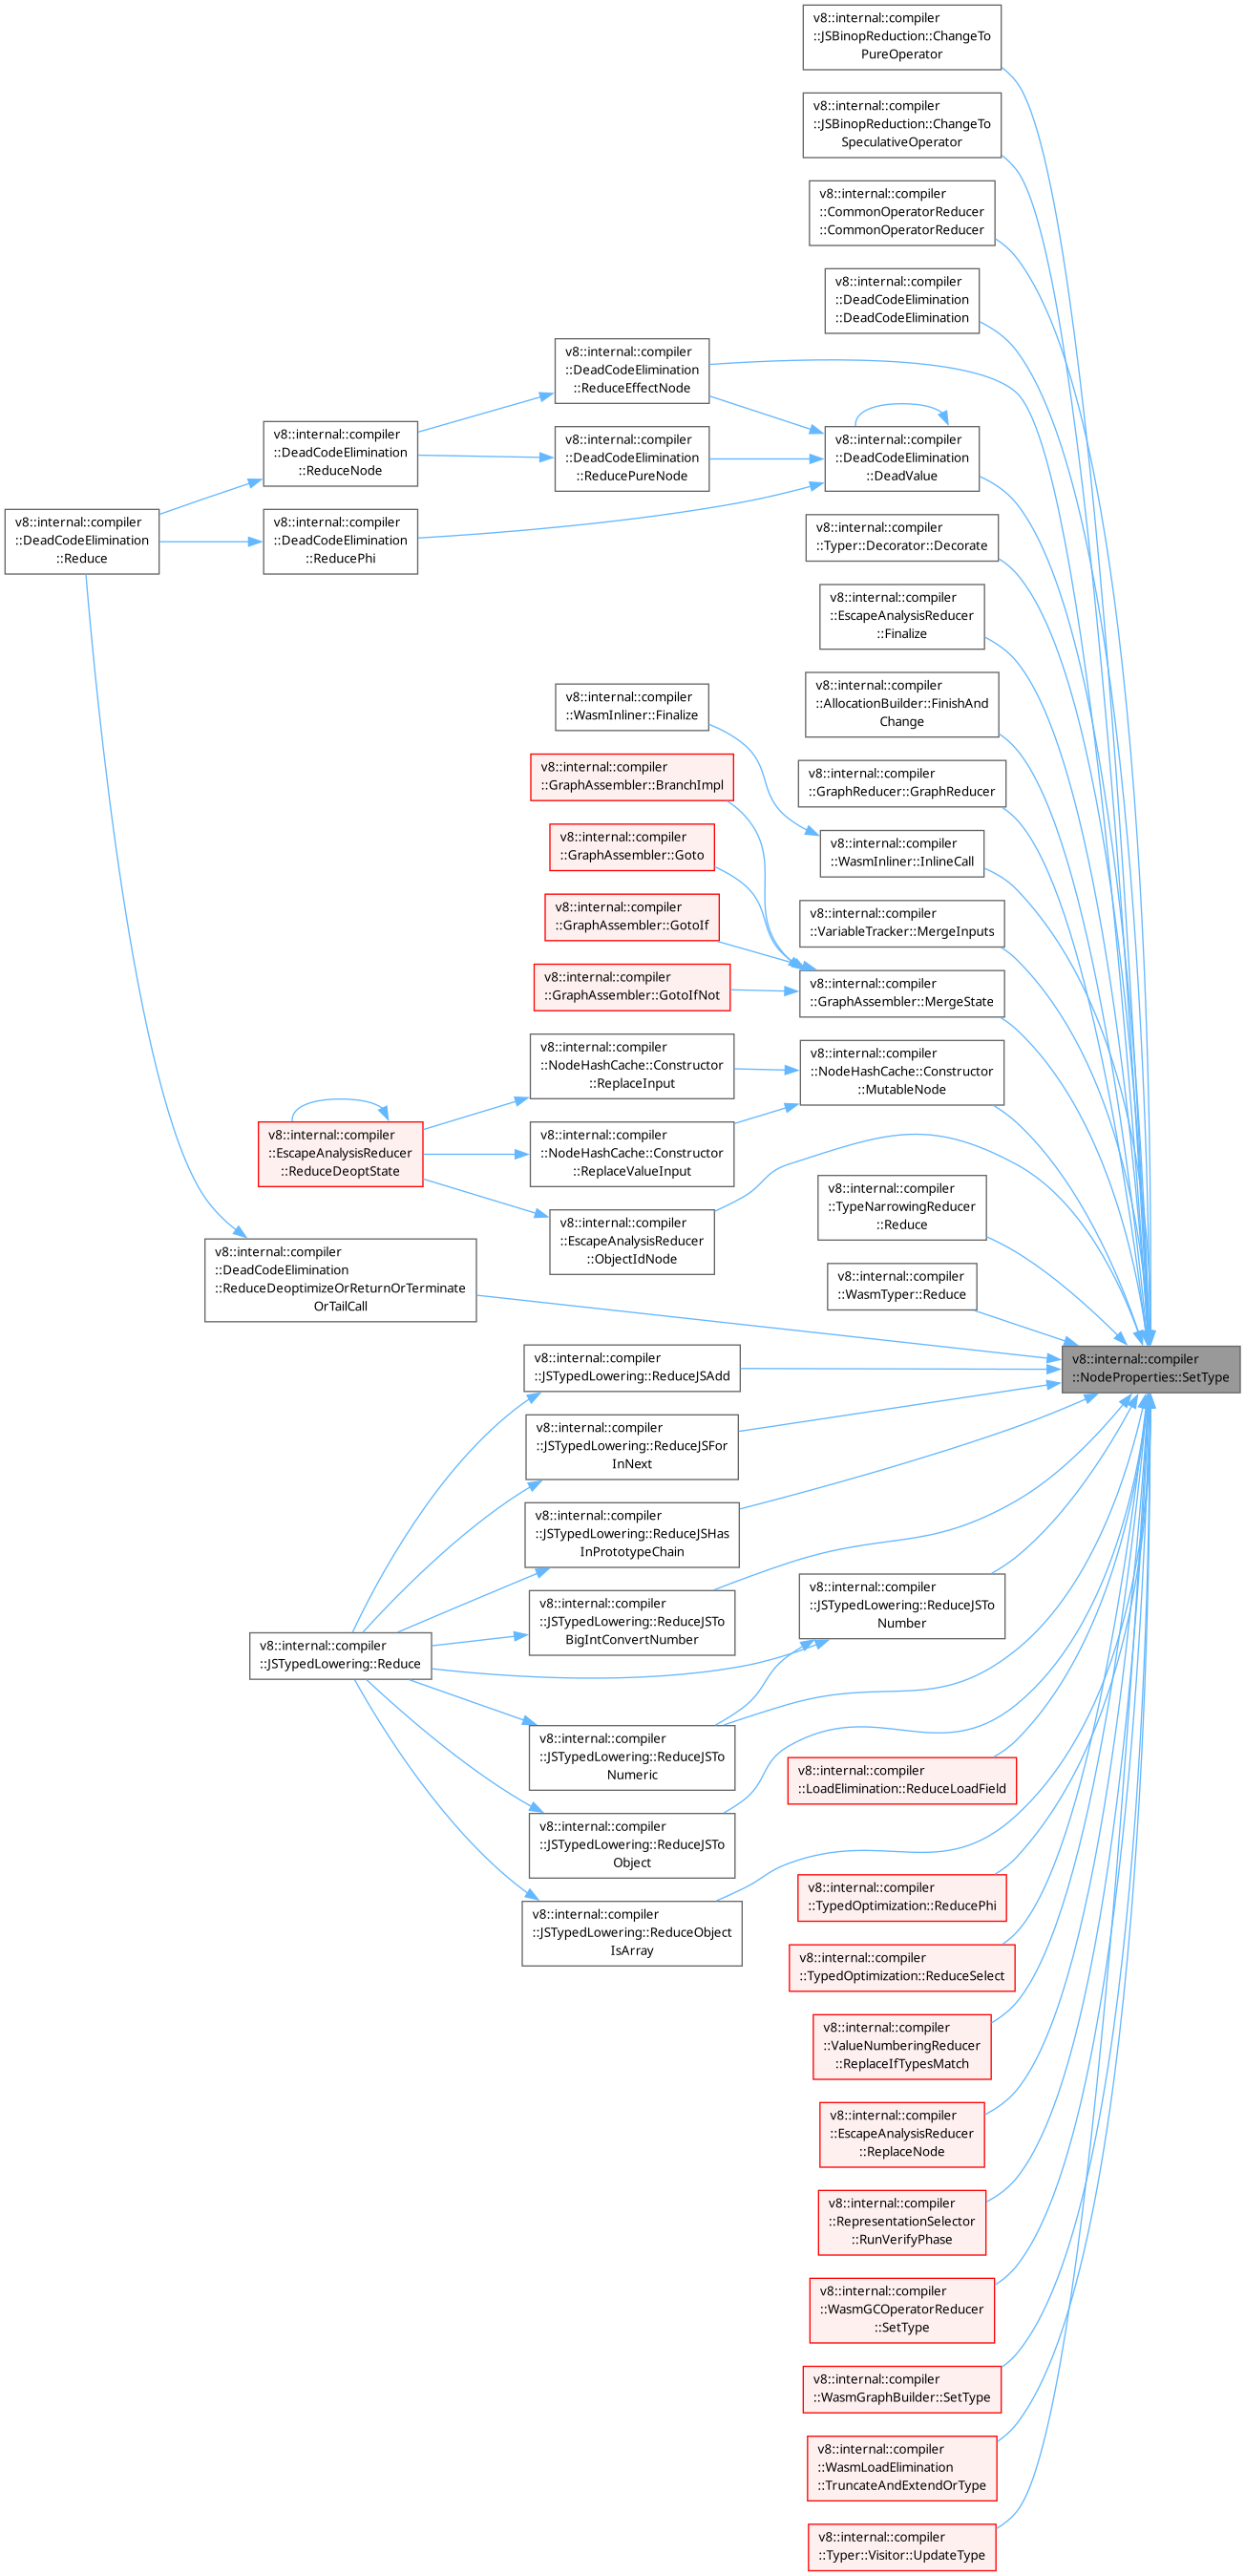 v8::internal::compiler
::JSBinopReduction::ChangeTo
PureOperator
v8::internal::compiler
::JSBinopReduction::ChangeTo
SpeculativeOperator
v8::internal::compiler
::CommonOperatorReducer
::CommonOperatorReducer
v8::internal::compiler
::DeadCodeElimination
::DeadCodeElimination
v8::internal::compiler
::DeadCodeElimination
::ReduceEffectNode
v8::internal::compiler
::DeadCodeElimination
::ReduceNode
v8::internal::compiler
::DeadCodeElimination
::ReducePureNode
v8::internal::compiler
::DeadCodeElimination
::DeadValue
v8::internal::compiler
::DeadCodeElimination
::Reduce
v8::internal::compiler
::DeadCodeElimination
::ReducePhi
v8::internal::compiler
::Typer::Decorator::Decorate
v8::internal::compiler
::EscapeAnalysisReducer
::Finalize
v8::internal::compiler
::AllocationBuilder::FinishAnd
Change
v8::internal::compiler
::WasmInliner::Finalize
v8::internal::compiler
::GraphAssembler::BranchImpl
v8::internal::compiler
::GraphReducer::GraphReducer
v8::internal::compiler
::GraphAssembler::Goto
v8::internal::compiler
::WasmInliner::InlineCall
v8::internal::compiler
::GraphAssembler::GotoIf
v8::internal::compiler
::VariableTracker::MergeInputs
v8::internal::compiler
::GraphAssembler::GotoIfNot
v8::internal::compiler
::GraphAssembler::MergeState
v8::internal::compiler
::NodeHashCache::Constructor
::ReplaceInput
v8::internal::compiler
::NodeHashCache::Constructor
::MutableNode
v8::internal::compiler
::EscapeAnalysisReducer
::ReduceDeoptState
v8::internal::compiler
::NodeHashCache::Constructor
::ReplaceValueInput
v8::internal::compiler
::TypeNarrowingReducer
::Reduce
v8::internal::compiler
::EscapeAnalysisReducer
::ObjectIdNode
v8::internal::compiler
::DeadCodeElimination
::ReduceDeoptimizeOrReturnOrTerminate
OrTailCall
v8::internal::compiler
::WasmTyper::Reduce
v8::internal::compiler
::JSTypedLowering::ReduceJSAdd
v8::internal::compiler
::NodeProperties::SetType
v8::internal::compiler
::JSTypedLowering::ReduceJSFor
InNext
v8::internal::compiler
::JSTypedLowering::ReduceJSHas
InPrototypeChain
v8::internal::compiler
::JSTypedLowering::ReduceJSTo
BigIntConvertNumber
v8::internal::compiler
::JSTypedLowering::ReduceJSTo
Number
v8::internal::compiler
::JSTypedLowering::Reduce
v8::internal::compiler
::JSTypedLowering::ReduceJSTo
Numeric
v8::internal::compiler
::LoadElimination::ReduceLoadField
v8::internal::compiler
::JSTypedLowering::ReduceJSTo
Object
v8::internal::compiler
::TypedOptimization::ReducePhi
v8::internal::compiler
::JSTypedLowering::ReduceObject
IsArray
v8::internal::compiler
::TypedOptimization::ReduceSelect
v8::internal::compiler
::ValueNumberingReducer
::ReplaceIfTypesMatch
v8::internal::compiler
::EscapeAnalysisReducer
::ReplaceNode
v8::internal::compiler
::RepresentationSelector
::RunVerifyPhase
v8::internal::compiler
::WasmGCOperatorReducer
::SetType
v8::internal::compiler
::WasmGraphBuilder::SetType
v8::internal::compiler
::WasmLoadElimination
::TruncateAndExtendOrType
v8::internal::compiler
::Typer::Visitor::UpdateType